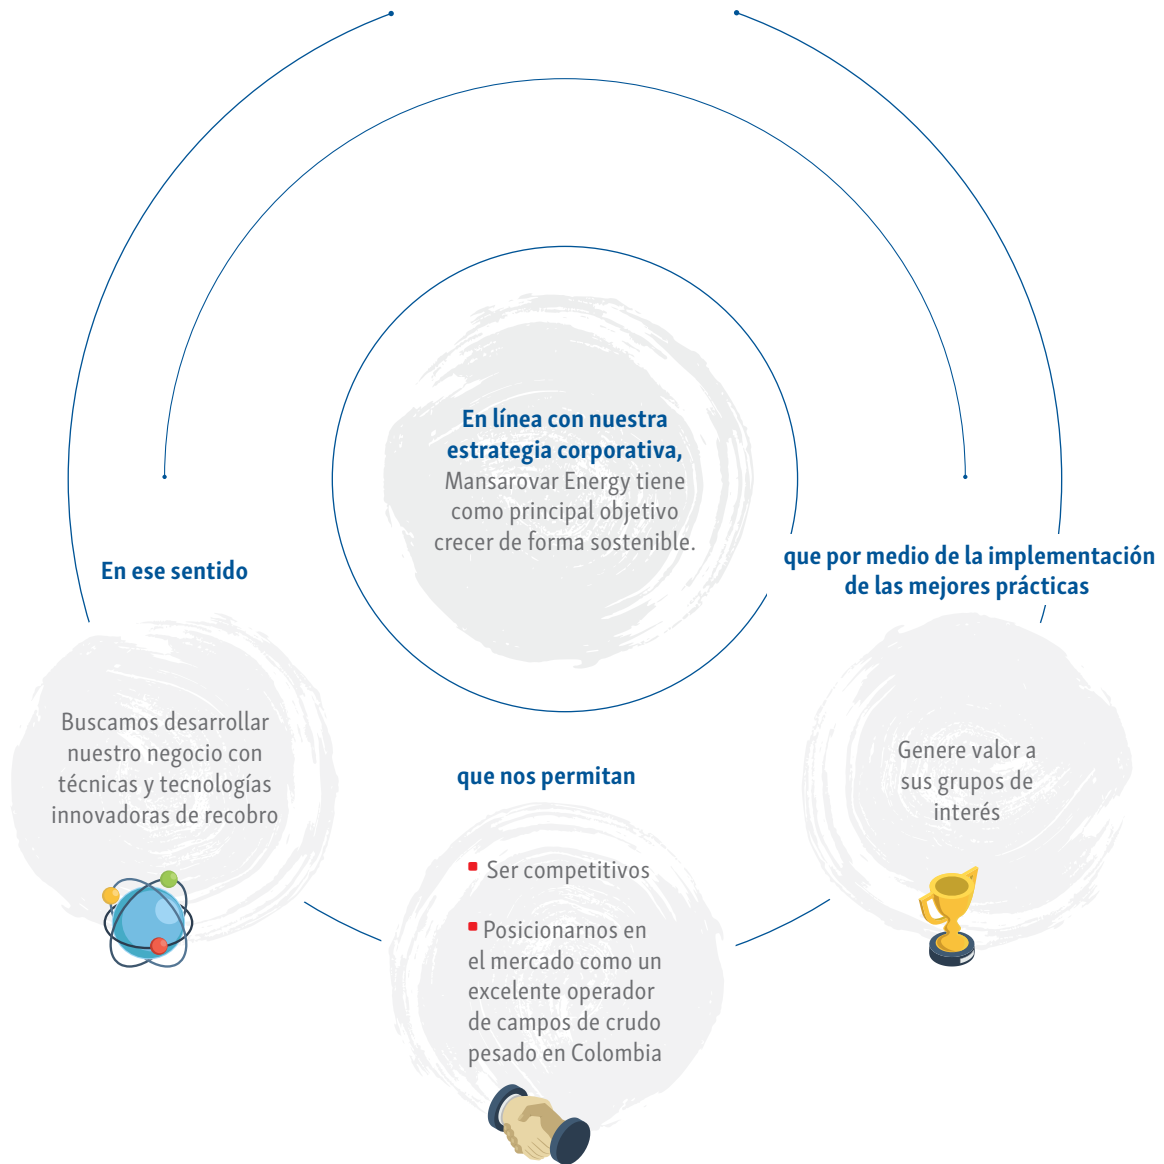 En línea con nuestra
estrategia corporativa,
Mansarovar Energy tiene
como principal objetivo
crecer de forma sostenible.
En ese sentido
Buscamos desarrollar
nuestro negocio con
técnicas y tecnologías
innovadoras de recobro
que nos permitan
Ser competitivos
Posicionarnos en
el mercado como un
excelente operador
de campos de crudo
pesado en Colombia
que por medio de la implementación
de las mejores prácticas
Genere valor a
sus grupos de
interés